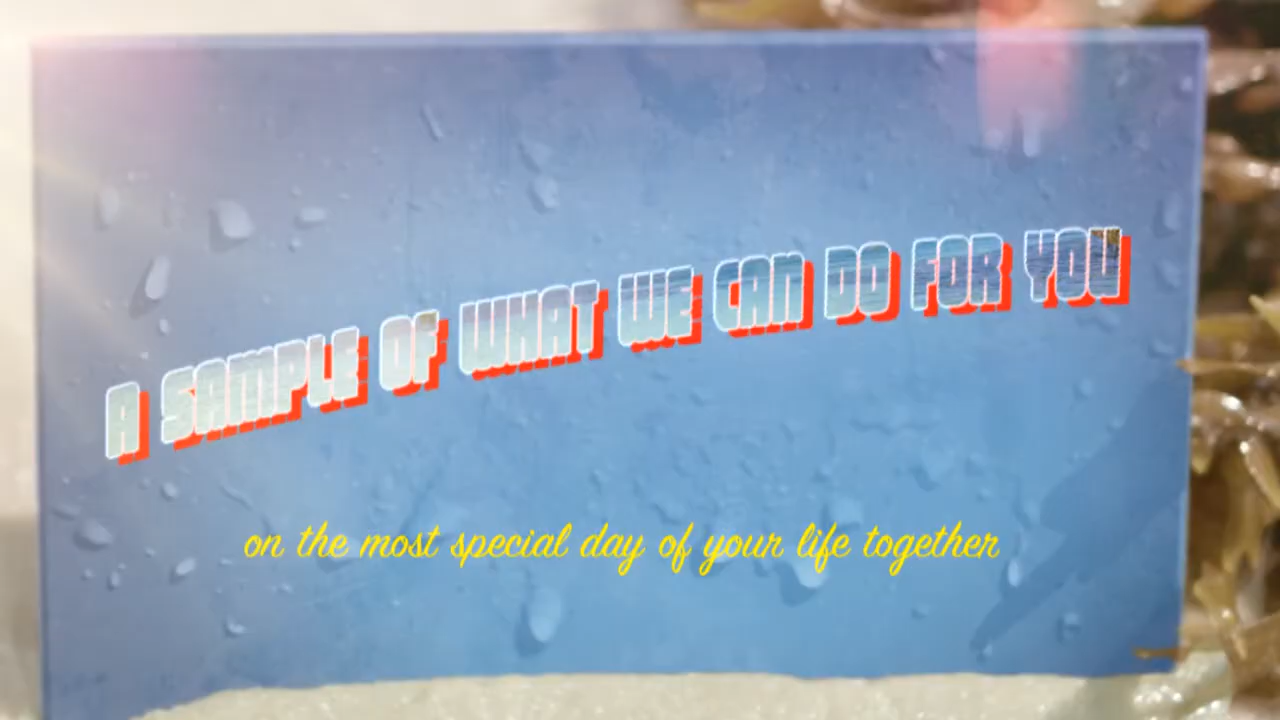 A SAMPLE OF WHAT WE CAN DO FOR YOU
on the most special day of your life together